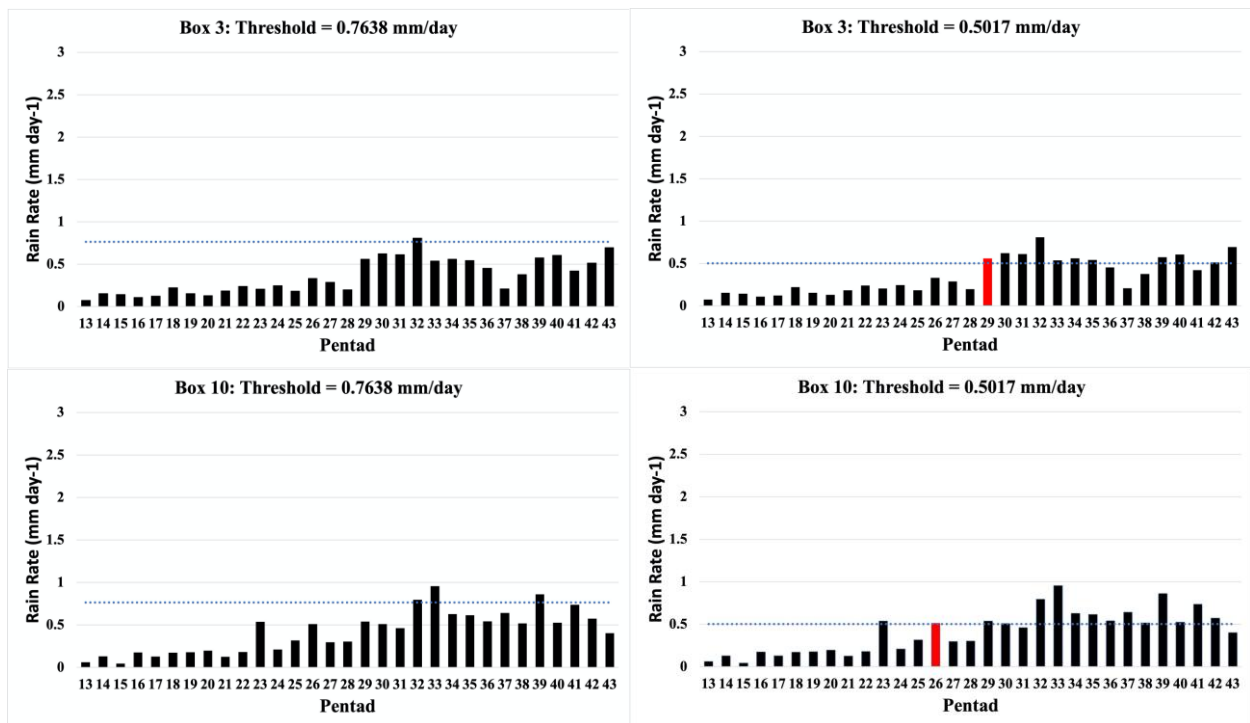 Box 3: Threshold = 0.7638 mm/day
Rain Rate (mm day-1)
3
2.5
2
1.5
1
0.5
0
13 14 15 16 17 18 19 20 21 22 23 24 25 26 27 28 29 30 31 32 33 34 35 36 37 38 39 40 41 42 43
Pentad
Box 3: Threshold = 0.5017 mm/day
Rain Rate (mm day-1)
3
2.5
2
1.5
1
0.5
0
13 14 15 16 17 18 19 20 21 22 23 24 25 26 27 28 29 30 31 32 33 34 35 36 37 38 39 40 41 42 43
Pentad
Box 10: Threshold = 0.7638 mm/day
Rain Rate (mm day-1)
3
2.5
2
1.5
1
0.5
0
13 14 15 16 17 18 19 20 21 22 23 24 25 26 27 28 29 30 31 32 33 34 35 36 37 38 39 40 41 42 43
Pentad
Box 10: Threshold = 0.5017 mm/day
Rain Rate (mm day-1)
3
2.5
2
1.5
1
0.5
0
13 14 15 16 17 18 19 20 21 22 23 24 25 26 27 28 29 30 31 32 33 34 35 36 37 38 39 40 41 42 43
Pentad